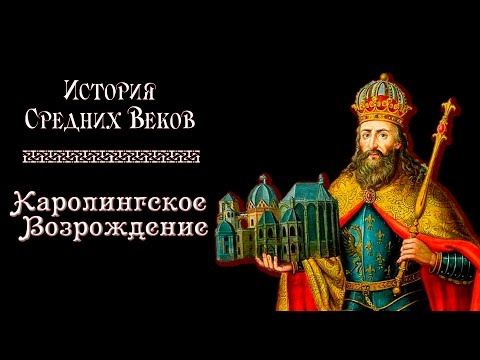 История
Средних Веков
Каролингское
Возрождение